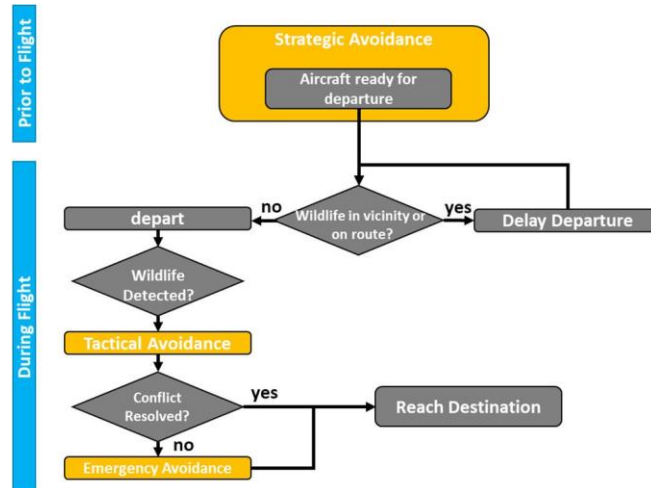 Prior to Flight
Strategic Avoidance
Aircraft ready for
departure
During Flight
no
Wildlife in vicinity or
on route?
yes
depart
Delay Departure
Wildlife
Detected?
Tactical Avoidance
Conflict
Resolved?
yes
Reach Destination
no
Emergency Avoidance